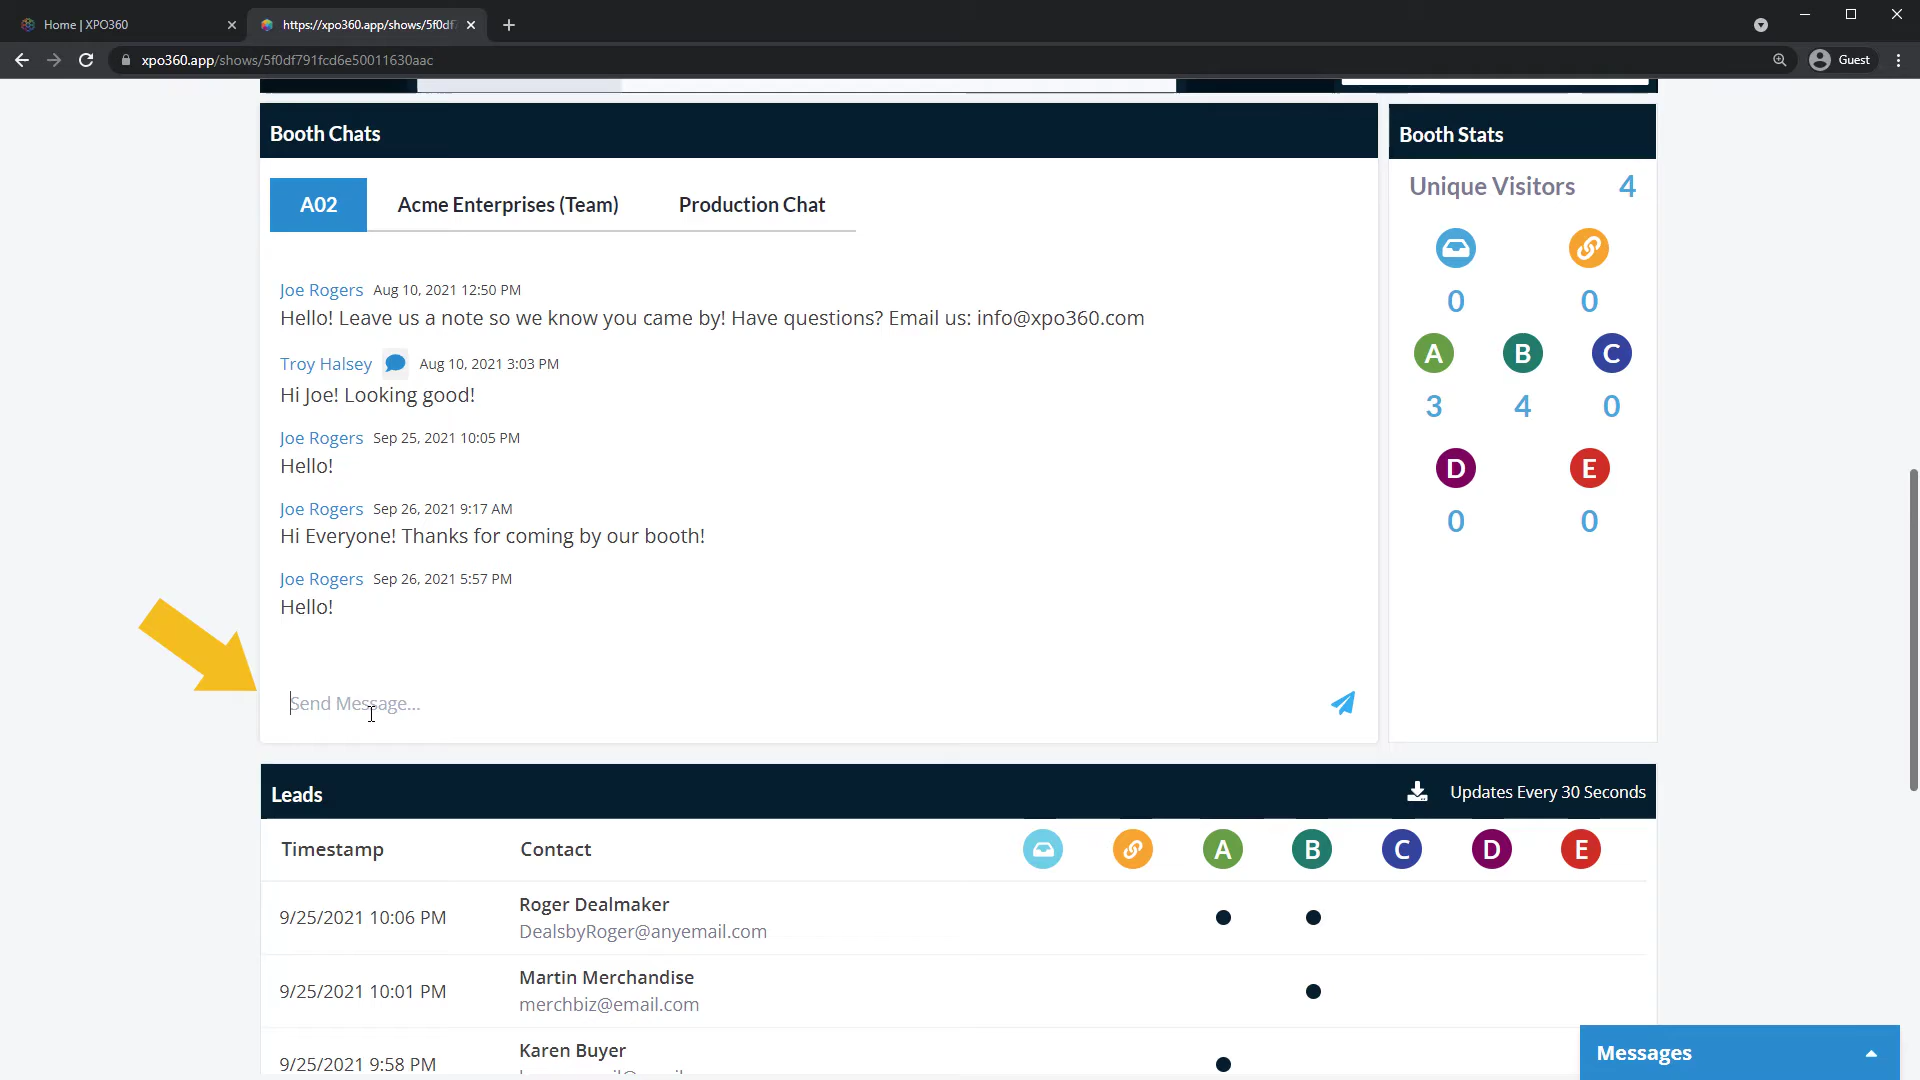 Home | XPO360
https://xpo360.app/shows/5f0df
xpo360.app/shows/5f0df791fcd6e50011630aac
Guest
Booth Chats
Booth Stats
A02
Acme Enterprises (Team)
Production Chat
Unique Visitors 4
Joe Rogers Aug 10, 2021 12:50 PM
Hello! Leave us a note so we know you came by! Have questions? Email us: info@xpo360.com
0 0
Troy Halsey Aug 10, 2021 3:03 PM
Hi Joe! Looking good!
A B C
3 4 0
Joe Rogers Sep 25, 2021 10:05 PM
Hello!
D E
0 0
Joe Rogers Sep 26, 2021 9:17 AM
Hi Everyone! Thanks for coming by our booth!
Joe Rogers Sep 26, 2021 5:57 PM
Hello!
Send Message...
Leads
Updates Every 30 Seconds
Timestamp Contact A B C D E
9/25/2021 10:06 PM
Roger Dealmaker
DealsbyRoger@anyemail.com
9/25/2021 10:01 PM
Martin Merchandise
merchbiz@email.com
9/25/2021 9:58 PM
Karen Buyer
Messages